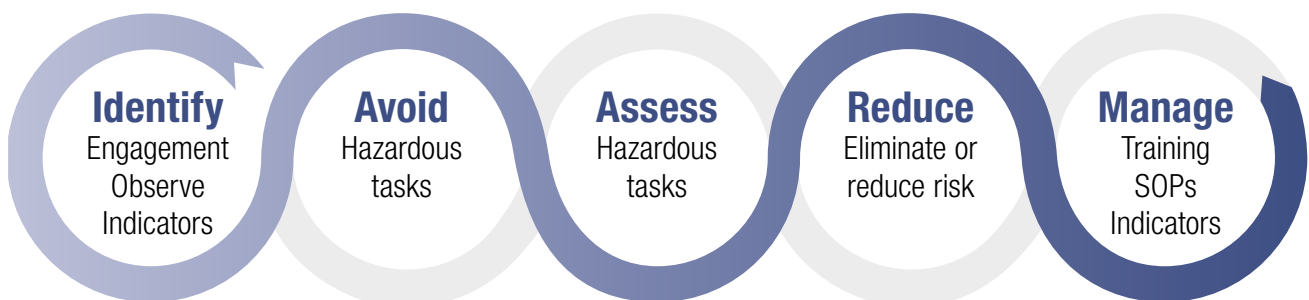 Identify
Engagement
Observe
Indicators
Avoid
Hazardous
tasks
Assess
Hazardous
tasks
Reduce
Eliminate or
reduce risk
Manage
Training
SOPs
Indicators